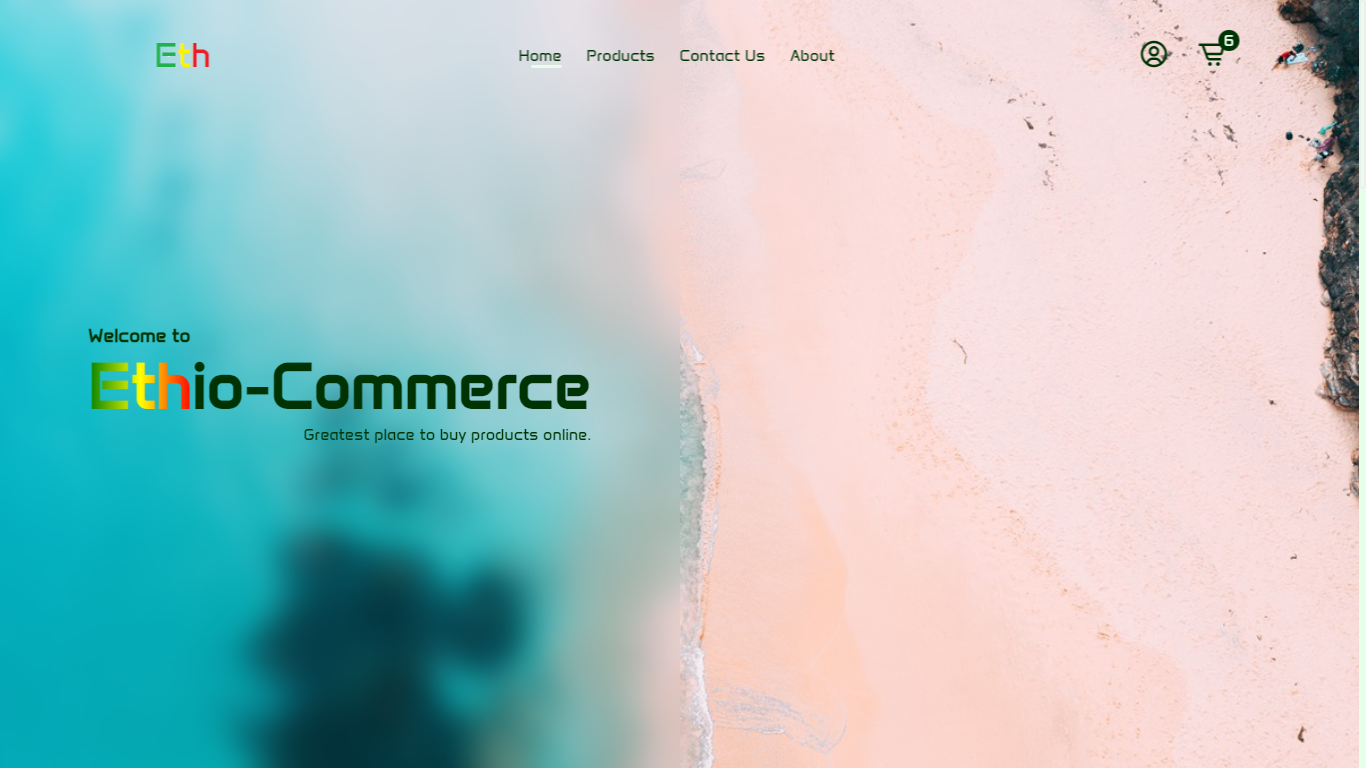 Eth
Home Products Contact Us About
6
Welcome to
Ethio-Commerce
Greatest place to buy products online.